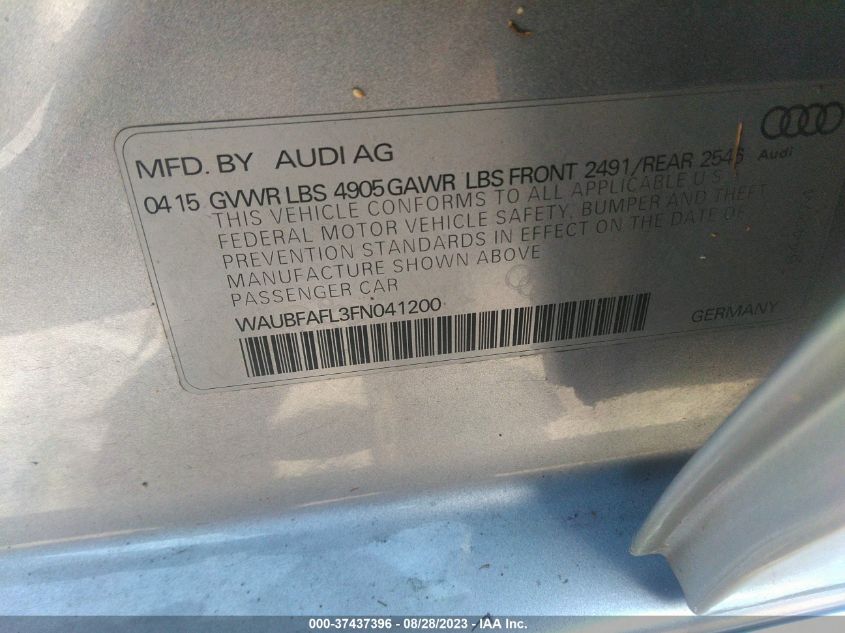 MFD. BY AUDI AG
Audi
04 15 GVWR LBS 4905 GAWR LBS FRONT 2491/REAR 2546
THIS VEHICLE CONFORMS TO ALL APPLICABLE U S
FEDERAL MOTOR VEHICLE SAFETY, BUMPER AND THEFT
PREVENTION STANDARDS IN EFFECT ON THE DATE OF
MANUFACTURE SHOWN ABOVE
PASSENGER CAR
WAUBFAFL3FN041200
GERMANY
000-37437396 - 08/28/2023 - IAA Inc.